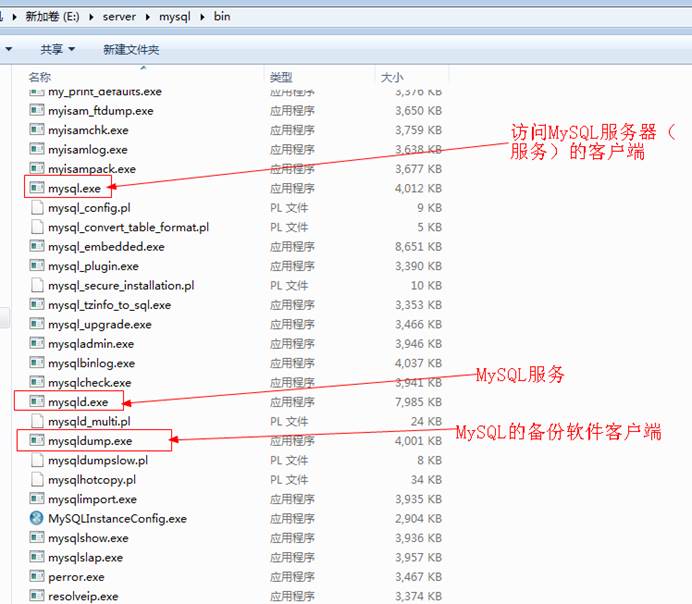 新加卷 (E:) server mysql bin
共享 新建文件夹
名称 类型 大小
my_print_defaults.exe 应用程序 3,376 KB
myisam_ftdump.exe 应用程序 3,650 KB
myisamchk.exe 应用程序 3,759 KB
myisamlog.exe 应用程序 3,638 KB
myisampack.exe 应用程序 3,677 KB
mysql.exe 应用程序 4,012 KB
mysql_config.pl PL 文件 9 KB
mysql_convert_table_format.pl PL 文件 5 KB
mysql_embedded.exe 应用程序 8,651 KB
mysql_plugin.exe 应用程序 3,390 KB
mysql_secure_installation.pl PL 文件 10 KB
mysql_tzinfo_to_sql.exe 应用程序 3,353 KB
mysql_upgrade.exe 应用程序 3,466 KB
mysqladmin.exe 应用程序 3,946 KB
mysqlbinlog.exe 应用程序 4,037 KB
mysqlcheck.exe 应用程序 3,941 KB
mysqld.exe 应用程序 7,985 KB
mysqld_multi.pl PL 文件 24 KB
mysqldump.exe 应用程序 4,001 KB
mysqldumpslow.pl PL 文件 8 KB
mysqlhotcopy.pl PL 文件 34 KB
mysqlimport.exe 应用程序 3,935 KB
MySQLInstanceConfig.exe 应用程序 2,904 KB
mysqlshow.exe 应用程序 3,936 KB
mysqlslap.exe 应用程序 3,957 KB
perror.exe 应用程序 3,467 KB
resolveip.exe 应用程序 3,374 KB
访问MySQL服务器（
服务）的客户端
MySQL服务
MySQL的备份软件客户端